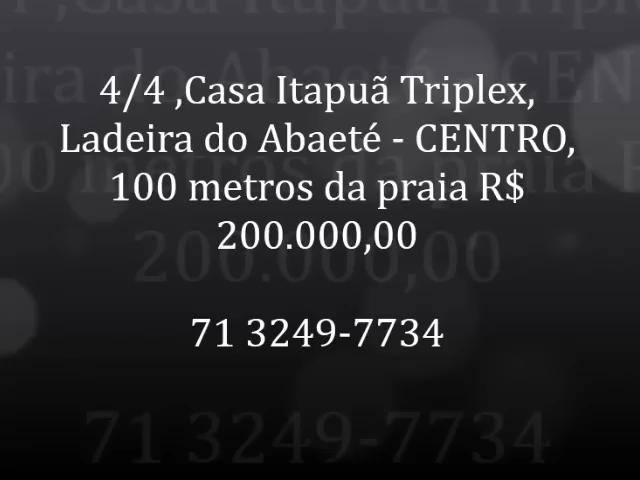 4/4 ,Casa Itapuã Triplex,
Ladeira do Abaeté - CENTRO,
100 metros da praia R$
200.000,00
71 3249-7734